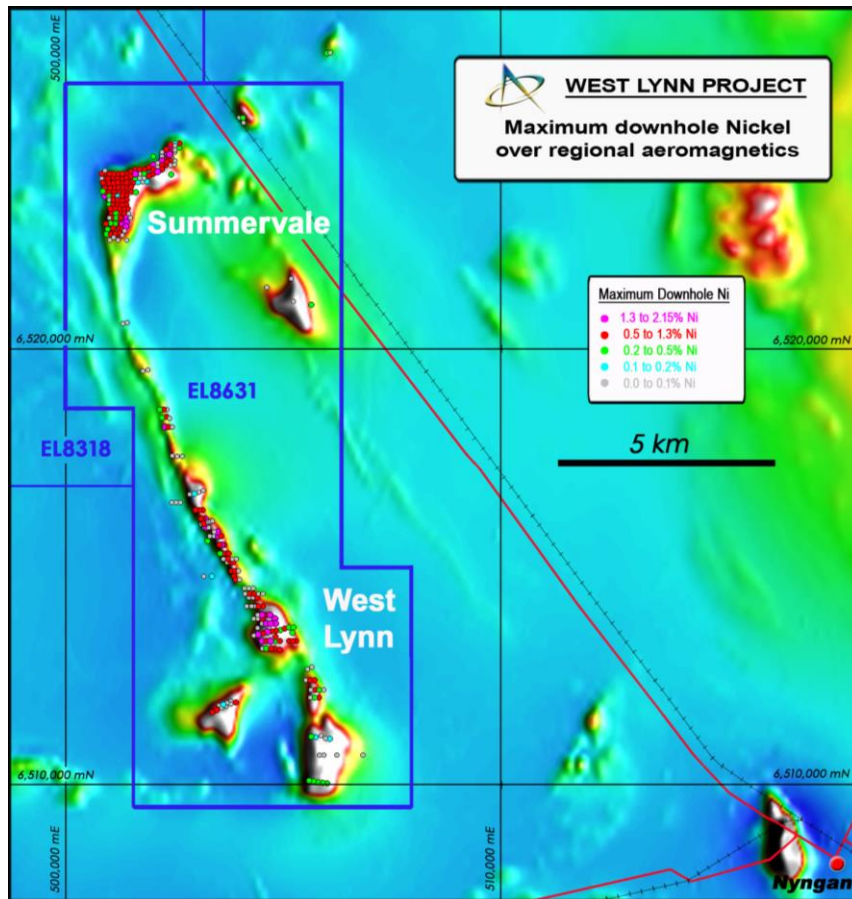 500,000 mE
WEST LYNN PROJECT
Maximum downhole Nickel
over regional aeromagnetics
Summervale
Maximum Downhole Ni
1.3 to 2.15% Ni
0.5 to 1.3% Ni
0.2 to 0.5% Ni
0.1 to 0.2% Ni
0.0 to 0.1% Ni
6,520,000 mN
6,520,000 mN
EL8631
EL8318
5 km
West
Lynn
6,510,000 mN
6,510,000 mN
500,000 mE
510,000 mE
Nyngan